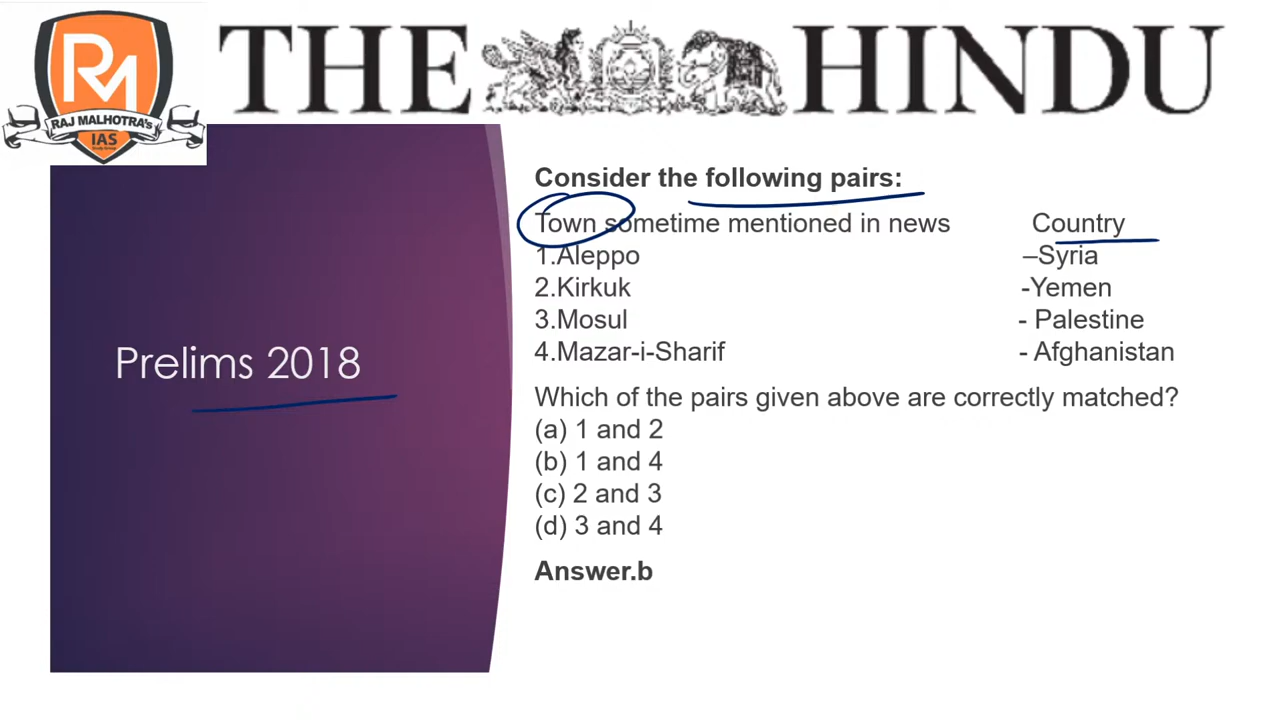 RM
RAJ MALHOTRA's
IAS
Study Group
THE HINDU
Prelims 2018
Consider the following pairs:
Town sometime mentioned in news Country
1.Aleppo –Syria
2.Kirkuk -Yemen
3.Mosul - Palestine
4.Mazar-i-Sharif - Afghanistan
Which of the pairs given above are correctly matched?
(a) 1 and 2
(b) 1 and 4
(c) 2 and 3
(d) 3 and 4
Answer.b